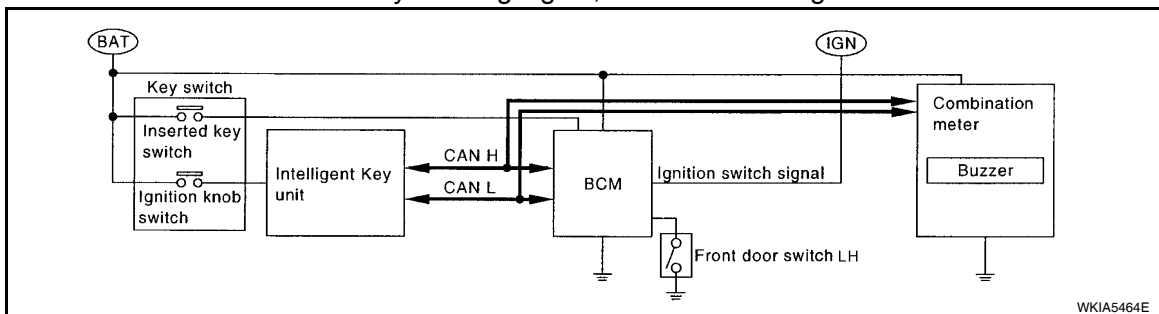 BAT
IGN
Key switch
Inserted key
switch
Ignition knob
switch
Intelligent Key
unit
CAN H
CAN L
BCM
Ignition switch signal
Front door switch LH
Combination
meter
Buzzer
WKIA5464E